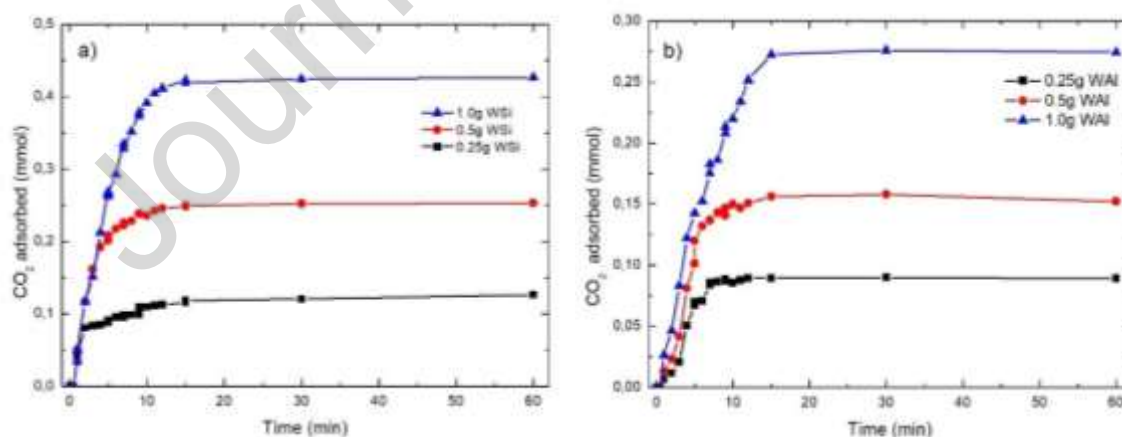 Journ
a)
0,5
0,4
0,3
0,2
0,1
0,0
CO₂ adsorbed (mmol)
1.0g WSi
0.5g WSi
0.25g WSi
0 10 20 30 40 50 60
Time (min)
b)
0,30
0,25
0,20
0,15
0,10
0,05
0,00
CO₂ adsorbed (mmol)
0.25g WAl
0.5g WAl
1.0g WAl
0 10 20 30 40 50 60
Time (min)